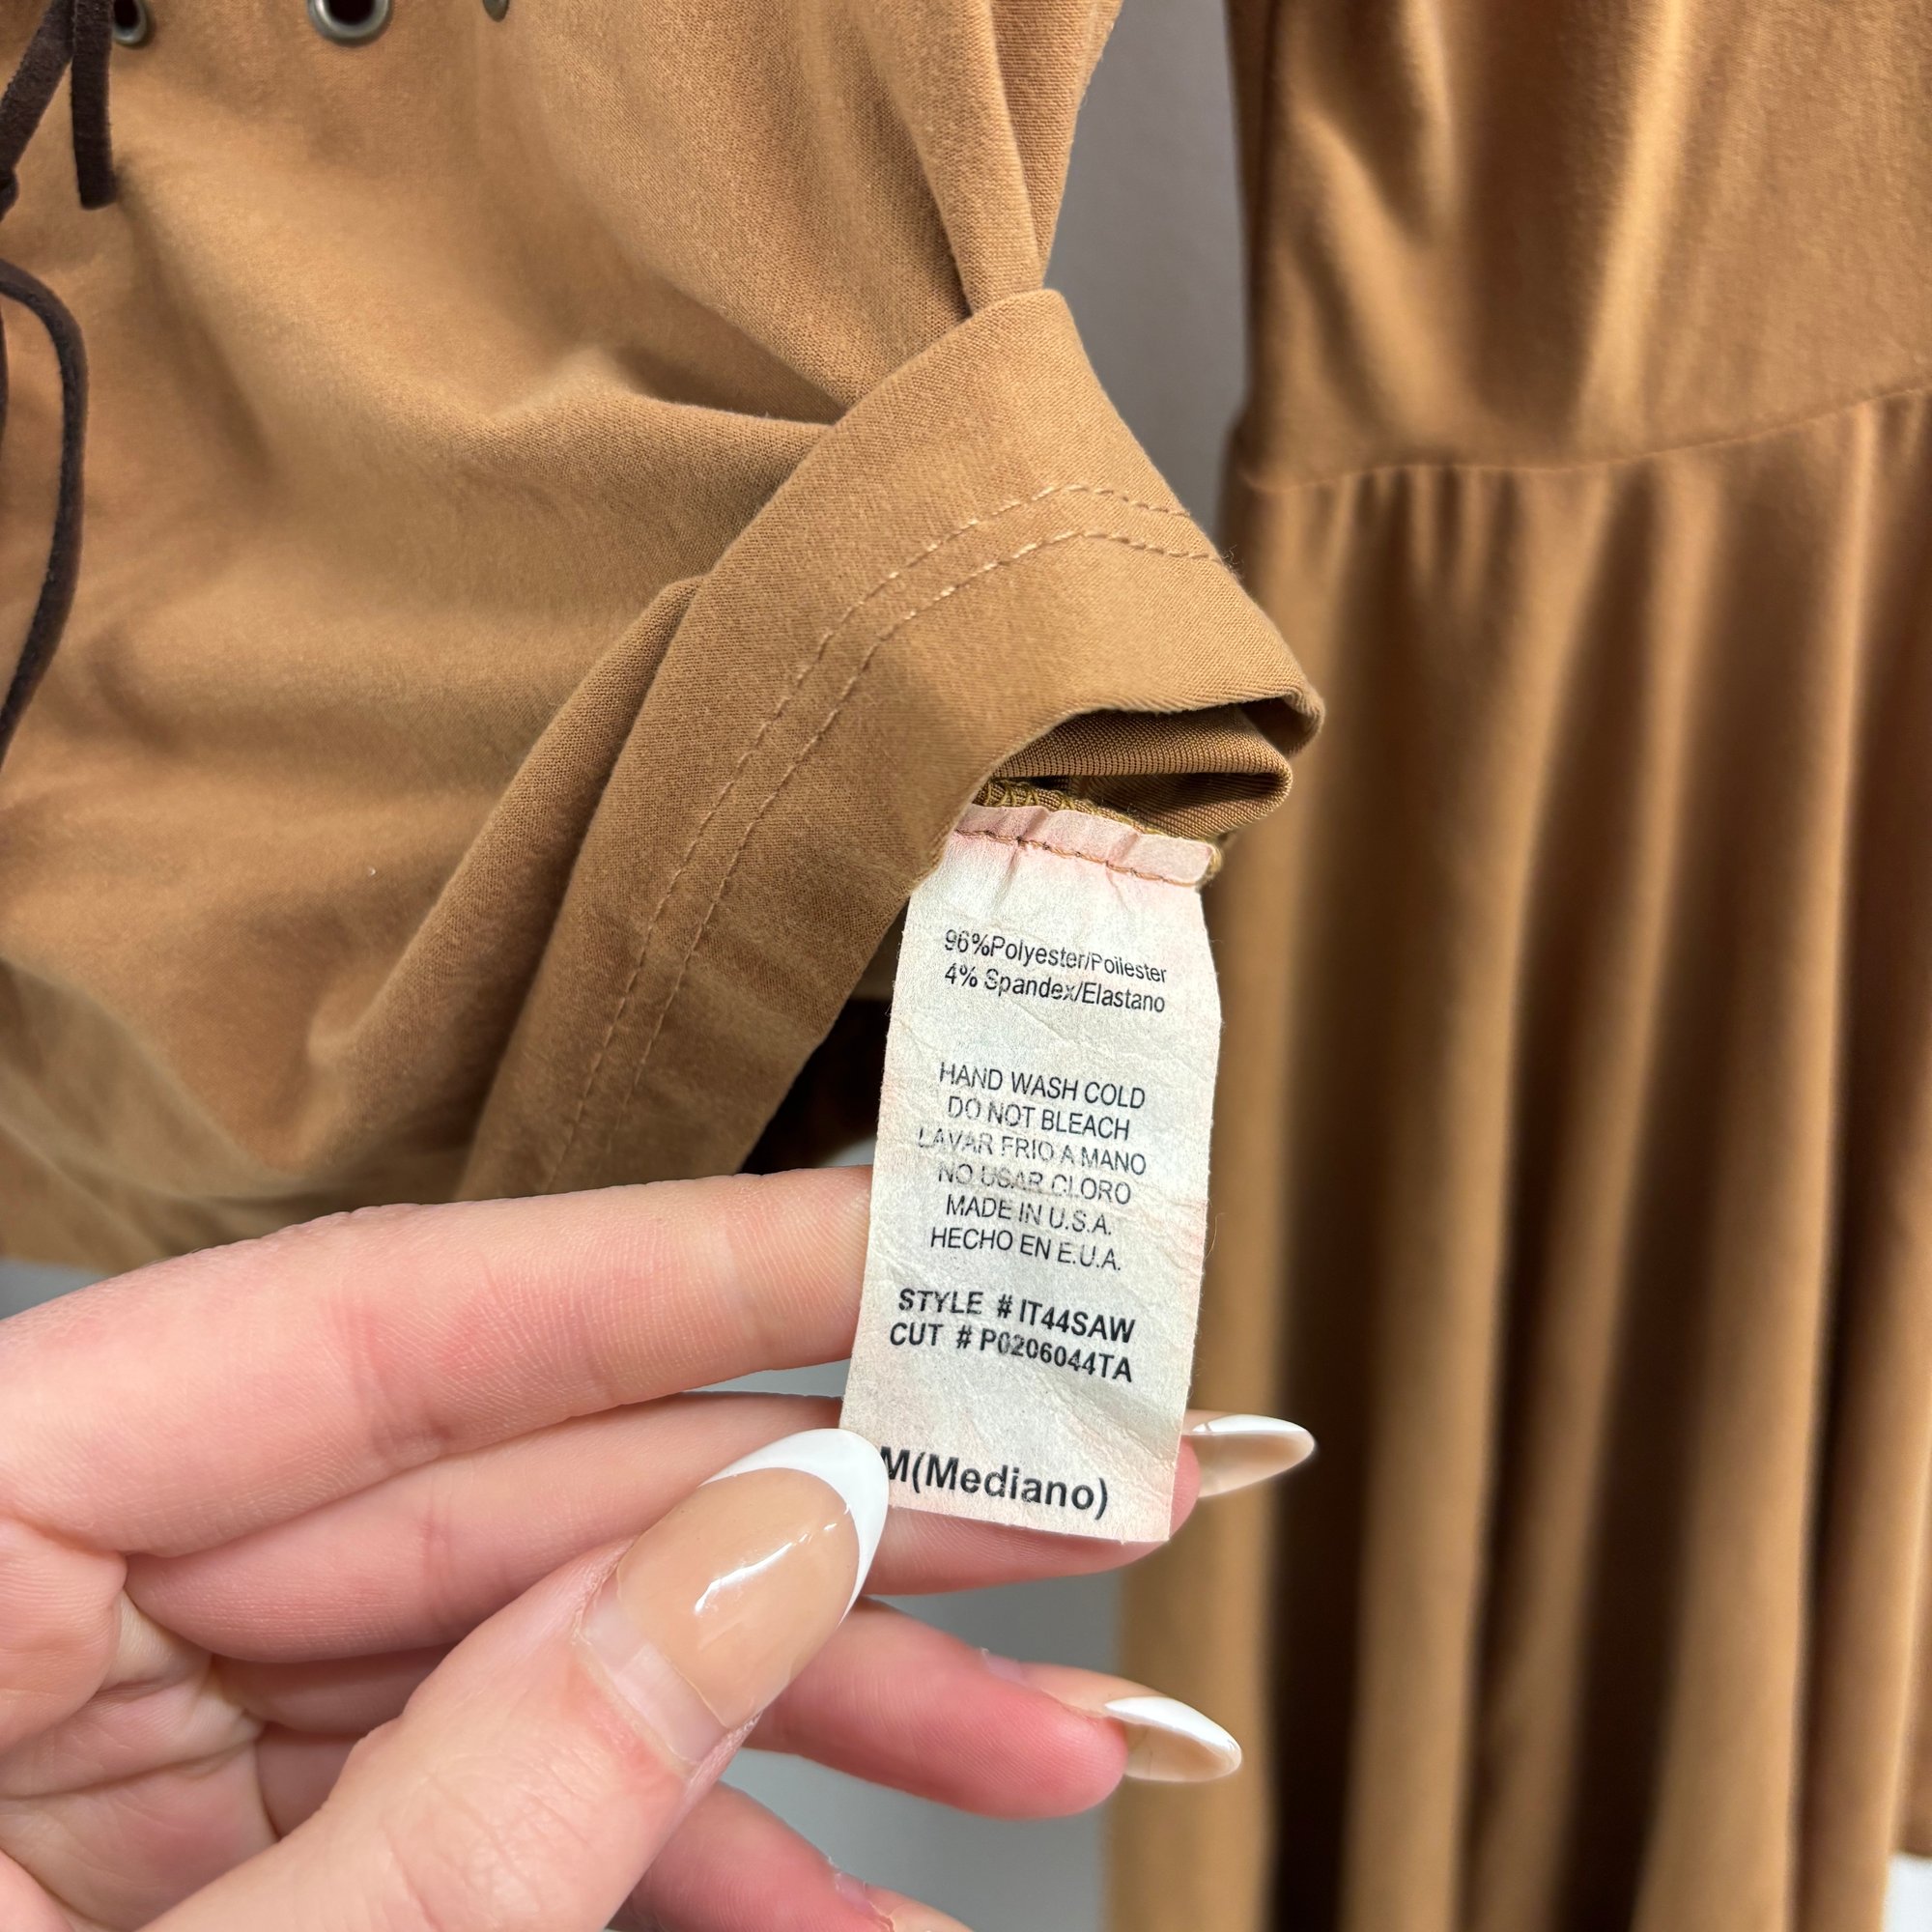 96%Polyester/Poliester
4% Spandex/Elastano
HAND WASH COLD
DO NOT BLEACH
LAVAR FRIO A MANO
NO USAR CLORO
MADE IN U.S.A.
HECHO EN E.U.A.
STYLE # IT44SAW
CUT # P0206044TA
M(Mediano)